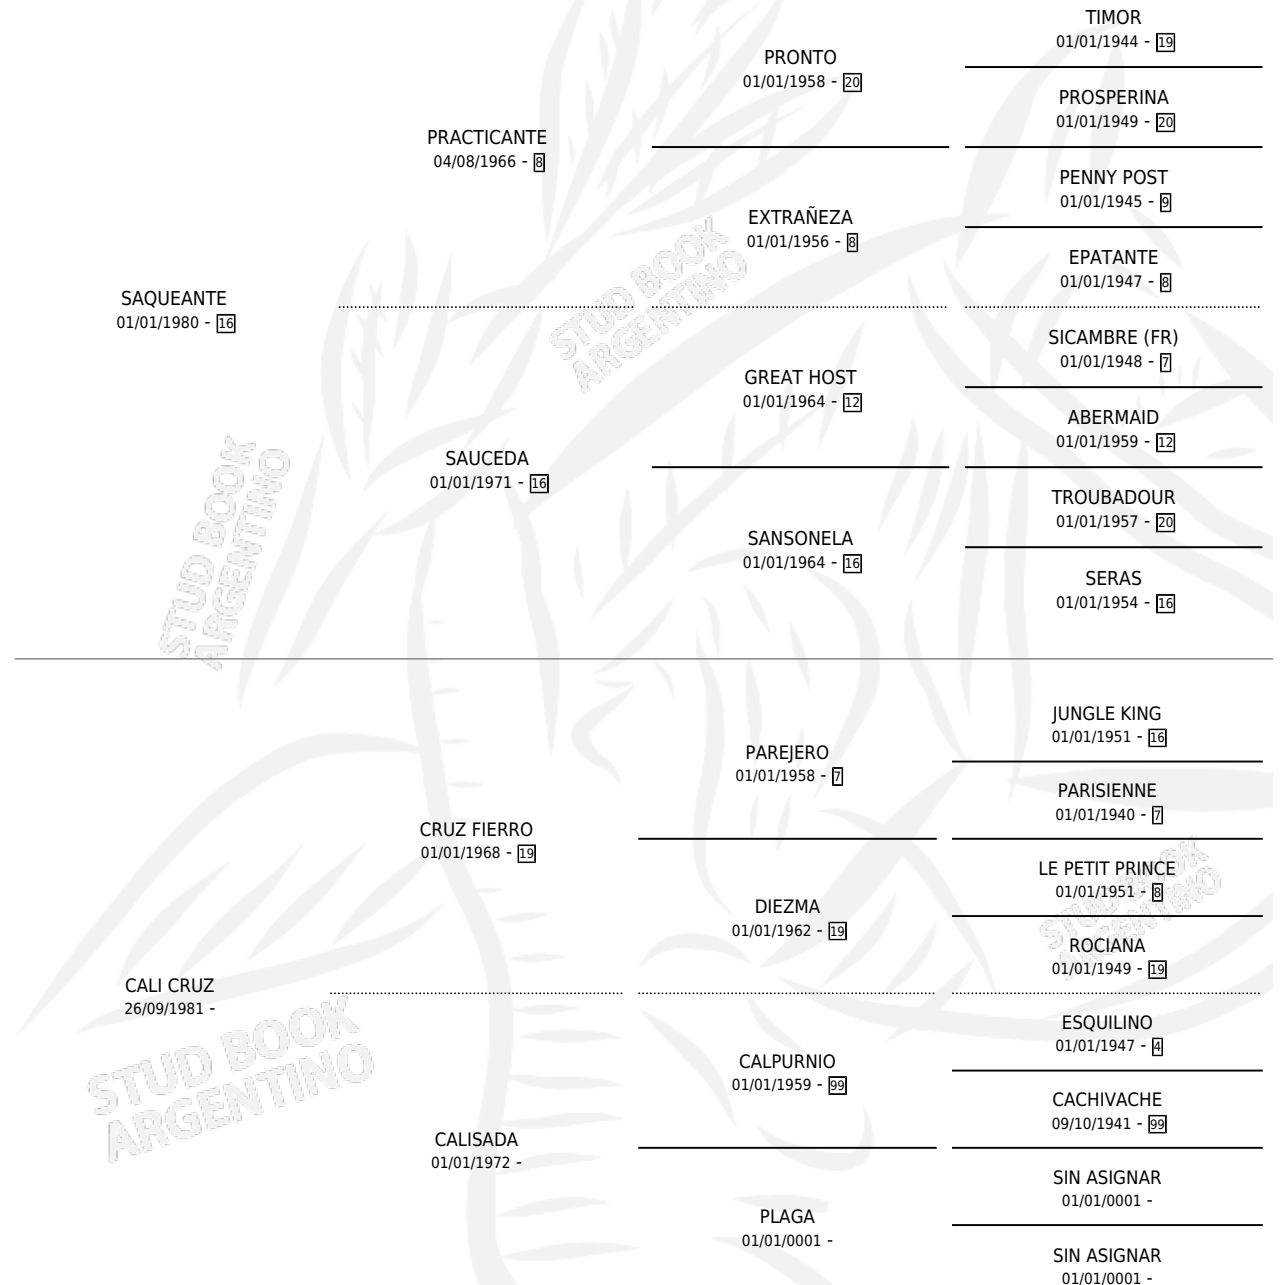 TIMOR
01/01/1944 - 19
PRONTO
01/01/1958 - 20
PROSPERINA
01/01/1949 - 20
PRACTICANTE
04/08/1966 - 8
PENNY POST
01/01/1945 - 9
EXTRAÑEZA
01/01/1956 - 8
EPATANTE
01/01/1947 - 8
SAQUEANTE
01/01/1980 - 16
SICAMBRE (FR)
01/01/1948 - 7
GREAT HOST
01/01/1964 - 12
ABERMAID
01/01/1959 - 12
SAUCEDA
01/01/1971 - 16
TROUBADOUR
01/01/1957 - 20
SANSONELA
01/01/1964 - 16
SERAS
01/01/1954 - 16
JUNGLE KING
01/01/1951 - 16
PAREJERO
01/01/1958 - 7
PARISIENNE
01/01/1940 - 7
CRUZ FIERRO
01/01/1968 - 19
LE PETIT PRINCE
01/01/1951 - 8
DIEZMA
01/01/1962 - 19
ROCIANA
01/01/1949 - 19
CALI CRUZ
26/09/1981 -
ESQUILINO
01/01/1947 - 4
CALPURNIO
01/01/1959 - 99
CACHIVACHE
09/10/1941 - 99
CALISADA
01/01/1972 -
SIN ASIGNAR
01/01/0001 -
PLAGA
01/01/0001 -
SIN ASIGNAR
01/01/0001 -
STUD BOOK
ARGENTINO
STUD BOOK
ARGENTINO
STUD BOOK
ARGENTINO
STUD BOOK
ARGENTINO